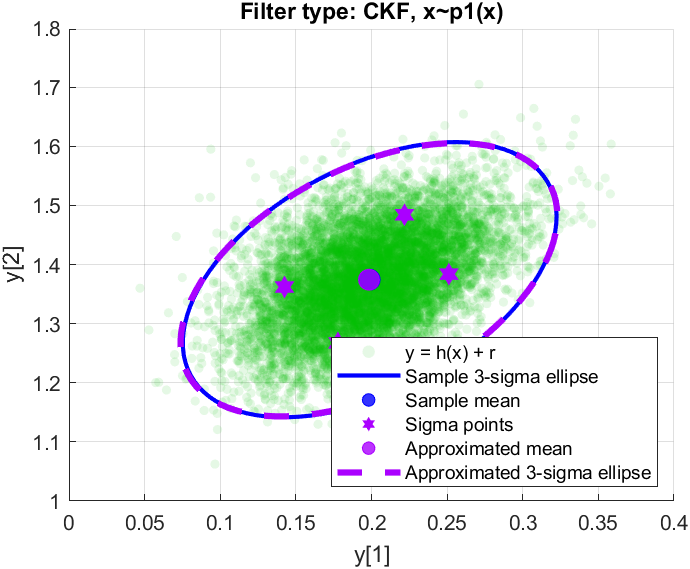 Filter type: CKF, x~p1(x)
1.8
1.7
1.6
1.5
1.4
1.3
1.2
1.1
1
y[2]
y = h(x) + r
Sample 3-sigma ellipse
Sample mean
Sigma points
Approximated mean
Approximated 3-sigma ellipse
0 0.05 0.1 0.15 0.2 0.25 0.3 0.35 0.4
y[1]